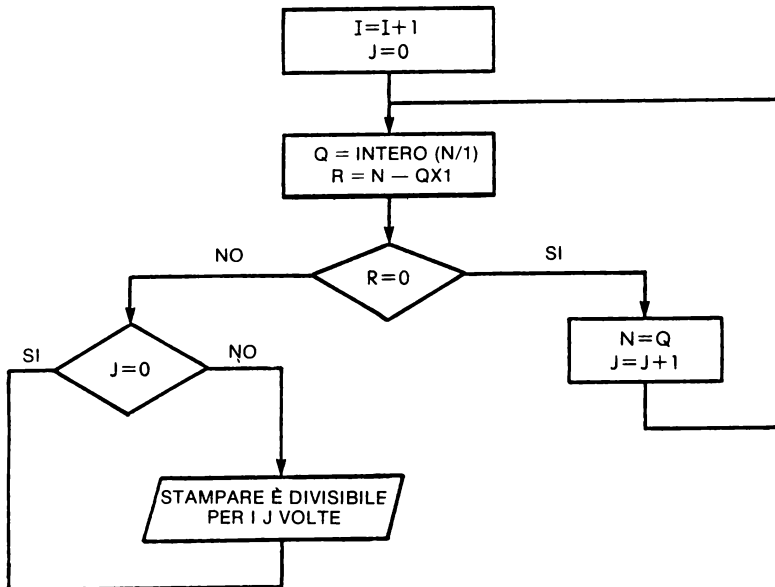 I=I+1
J=0
Q = INTERO (N/1)
R = N — QX1
NO
R=0
SI
SI
J=0
NO
N=Q
J=J+1
STAMPARE È DIVISIBILE
PER I J VOLTE